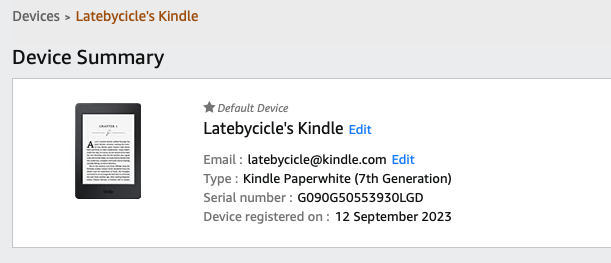 Devices > Latebycicle's Kindle
Device Summary
Default Device
Latebycicle's Kindle Edit
Email : latebycicle@kindle.com Edit
Type : Kindle Paperwhite (7th Generation)
Serial number : G090G50553930LGD
Device registered on : 12 September 2023
CHAPTER 1